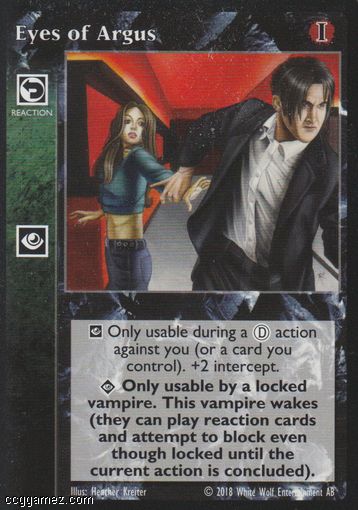 Eyes of Argus
I
REACTION
Only usable during a D action
against you (or a card you
control). +2 intercept.
Only usable by a locked
vampire. This vampire wakes
(they can play reaction cards
and attempt to block even
though locked until the
current action is concluded).
Illus: Heather Kreiter © 2018 White Wolf Entertainment AB
ccggamez.com